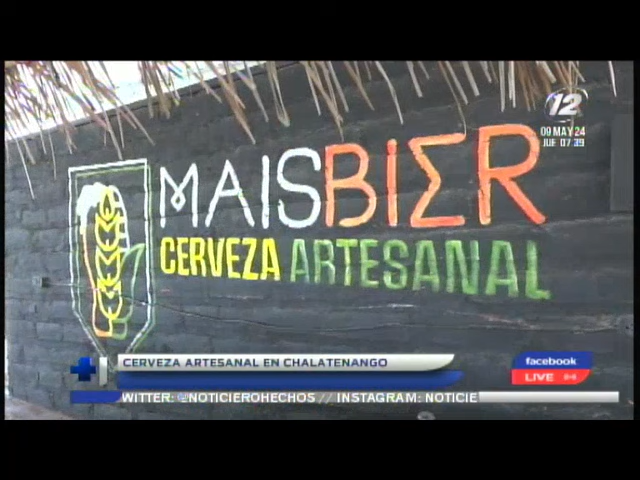 12
09 MAY 24
JUE 07:39
MAISBIER
CERVEZA ARTESANAL
CERVEZA ARTESANAL EN CHALATENANGO
facebook
LIVE
WITTER: @NOTICIEROHECHOS // INSTAGRAM: NOTICIE